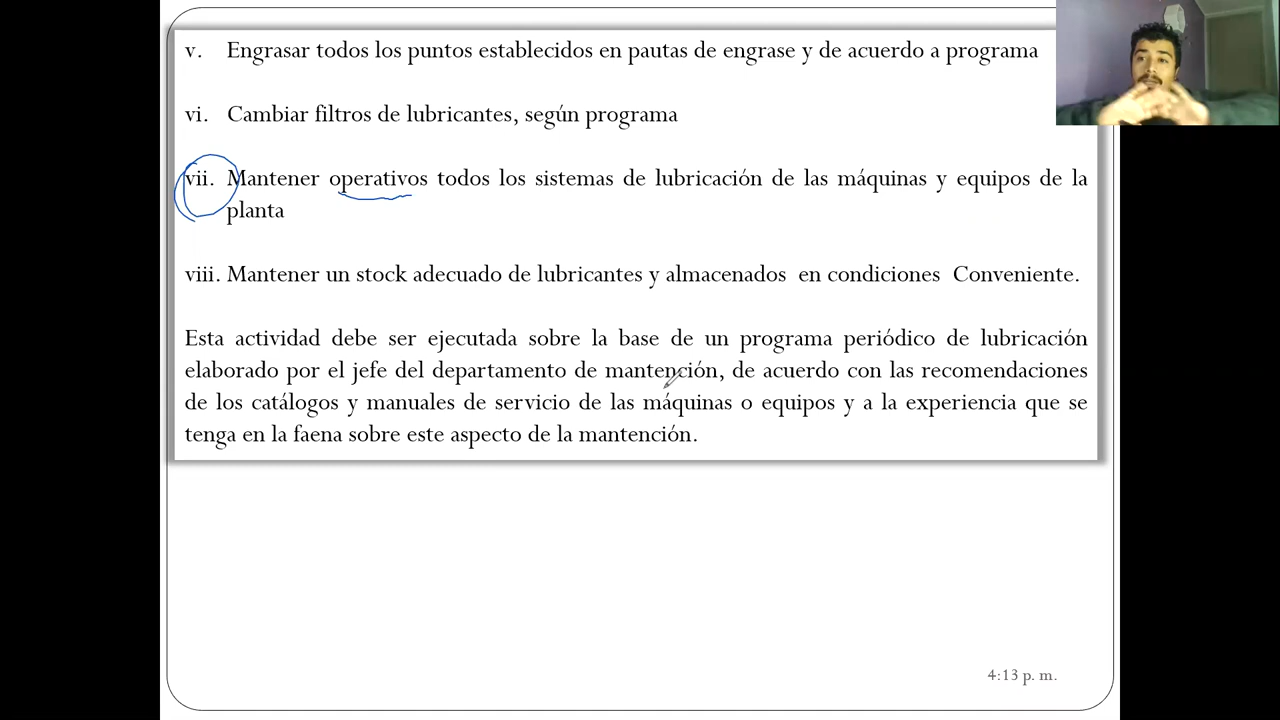 v. Engrasar todos los puntos establecidos en pautas de engrase y de acuerdo a programa
vi. Cambiar filtros de lubricantes, según programa
vii. Mantener operativos todos los sistemas de lubricación de las máquinas y equipos de la
planta
viii. Mantener un stock adecuado de lubricantes y almacenados en condiciones Conveniente.
Esta actividad debe ser ejecutada sobre la base de un programa periódico de lubricación
elaborado por el jefe del departamento de mantención, de acuerdo con las recomendaciones
de los catálogos y manuales de servicio de las máquinas o equipos y a la experiencia que se
tenga en la faena sobre este aspecto de la mantención.
4:13 p. m.